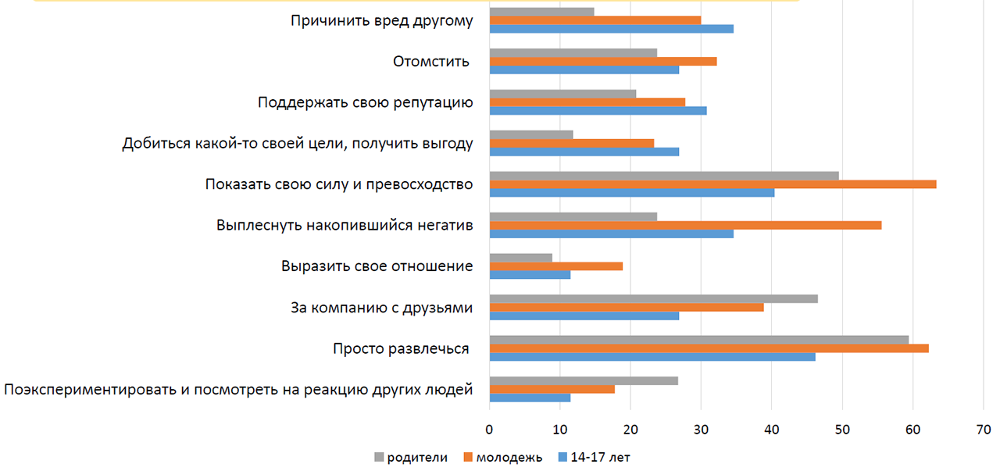 Причинить вред другому
Отомстить
Поддержать свою репутацию
Добиться какой-то своей цели, получить выгоду
Показать свою силу и превосходство
Выплеснуть накопившийся негатив
Выразить свое отношение
За компанию с друзьями
Просто развлечься
Поэкспериментировать и посмотреть на реакцию других людей
0 10 20 30 40 50 60 70
родители молодежь 14-17 лет